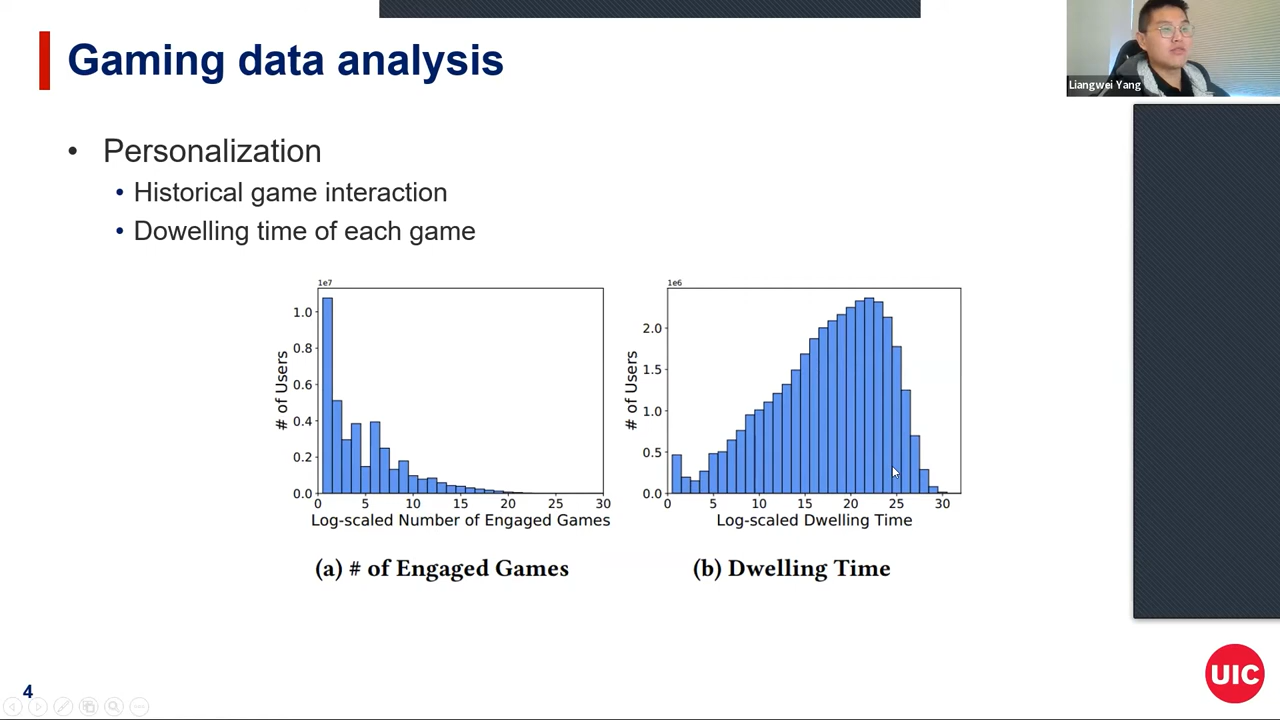 Gaming data analysis
Liangwei Yang
• Personalization
• Historical game interaction
• Dowelling time of each game
1e7
1.0
0.8
0.6
0.4
0.2
0.0
# of Users
0 5 10 15 20 25 30
Log-scaled Number of Engaged Games
(a) # of Engaged Games
1e6
2.0
1.5
1.0
0.5
0.0
# of Users
0 5 10 15 20 25 30
Log-scaled Dwelling Time
(b) Dwelling Time
4
UIC